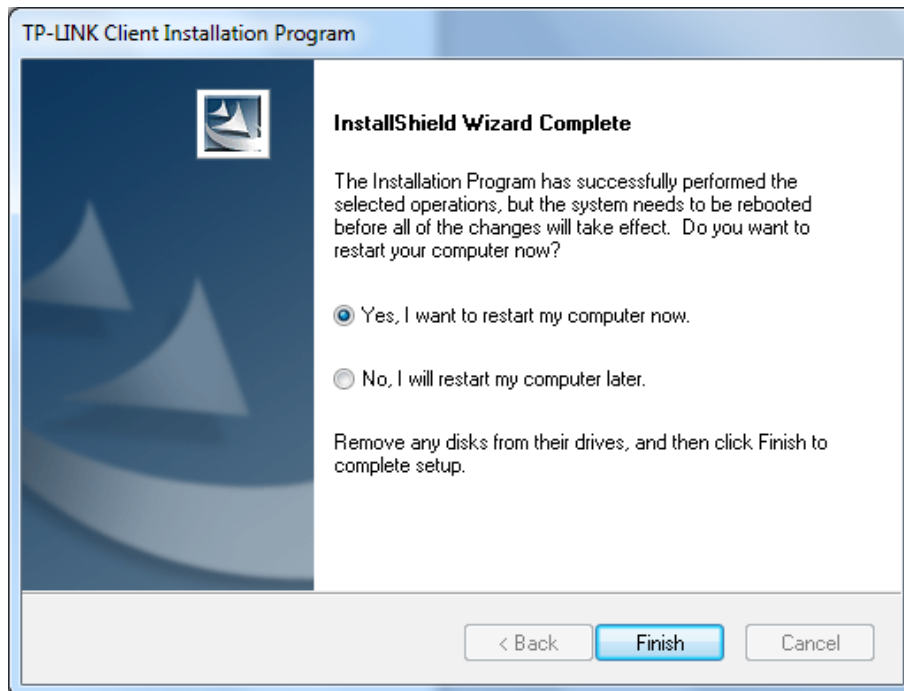 TP-LINK Client Installation Program
InstallShield Wizard Complete
The Installation Program has successfully performed the
selected operations, but the system needs to be rebooted
before all of the changes will take effect.  Do you want to
restart your computer now?
Yes, I want to restart my computer now.
No, I will restart my computer later.
Remove any disks from their drives, and then click Finish to
complete setup.
< Back
Finish
Cancel